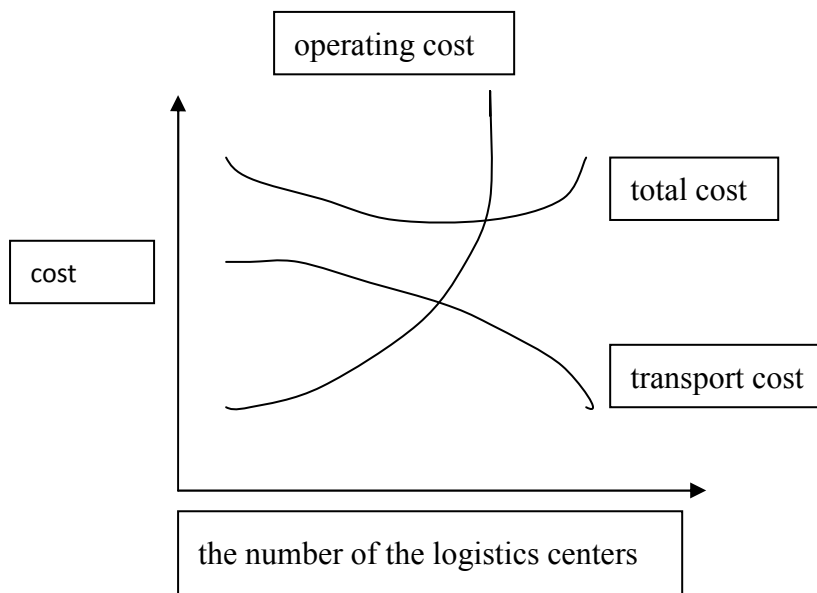 operating cost
total cost
cost
transport cost
the number of the logistics centers